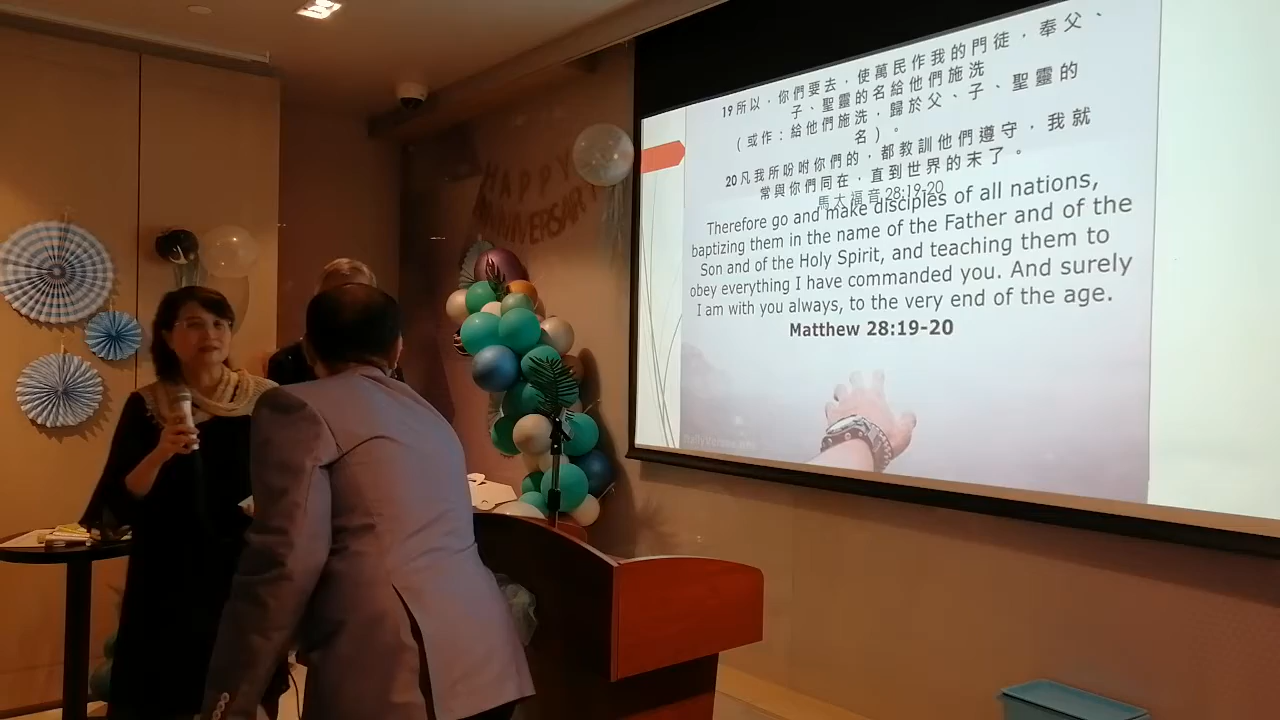 HAPPY
ANNIVERSARY
19所以，你們要去，使萬民作我的門徒，奉父、
子、聖靈的名給他們施洗
（或作：給他們施洗，歸於父、子、聖靈的
名）。
20凡我所吩咐你們的，都教訓他們遵守，我就
常與你們同在，直到世界的末了。
馬太福音 28:19-20
Therefore go and make disciples of all nations,
baptizing them in the name of the Father and of the
Son and of the Holy Spirit, and teaching them to
obey everything I have commanded you. And surely
I am with you always, to the very end of the age.
Matthew 28:19-20